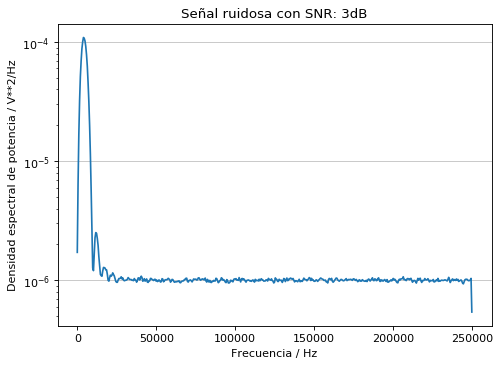 Señal ruidosa con SNR: 3dB
Densidad espectral de potencia / V**2/Hz
10⁻⁴
10⁻⁵
10⁻⁶
0 50000 100000 150000 200000 250000
Frecuencia / Hz